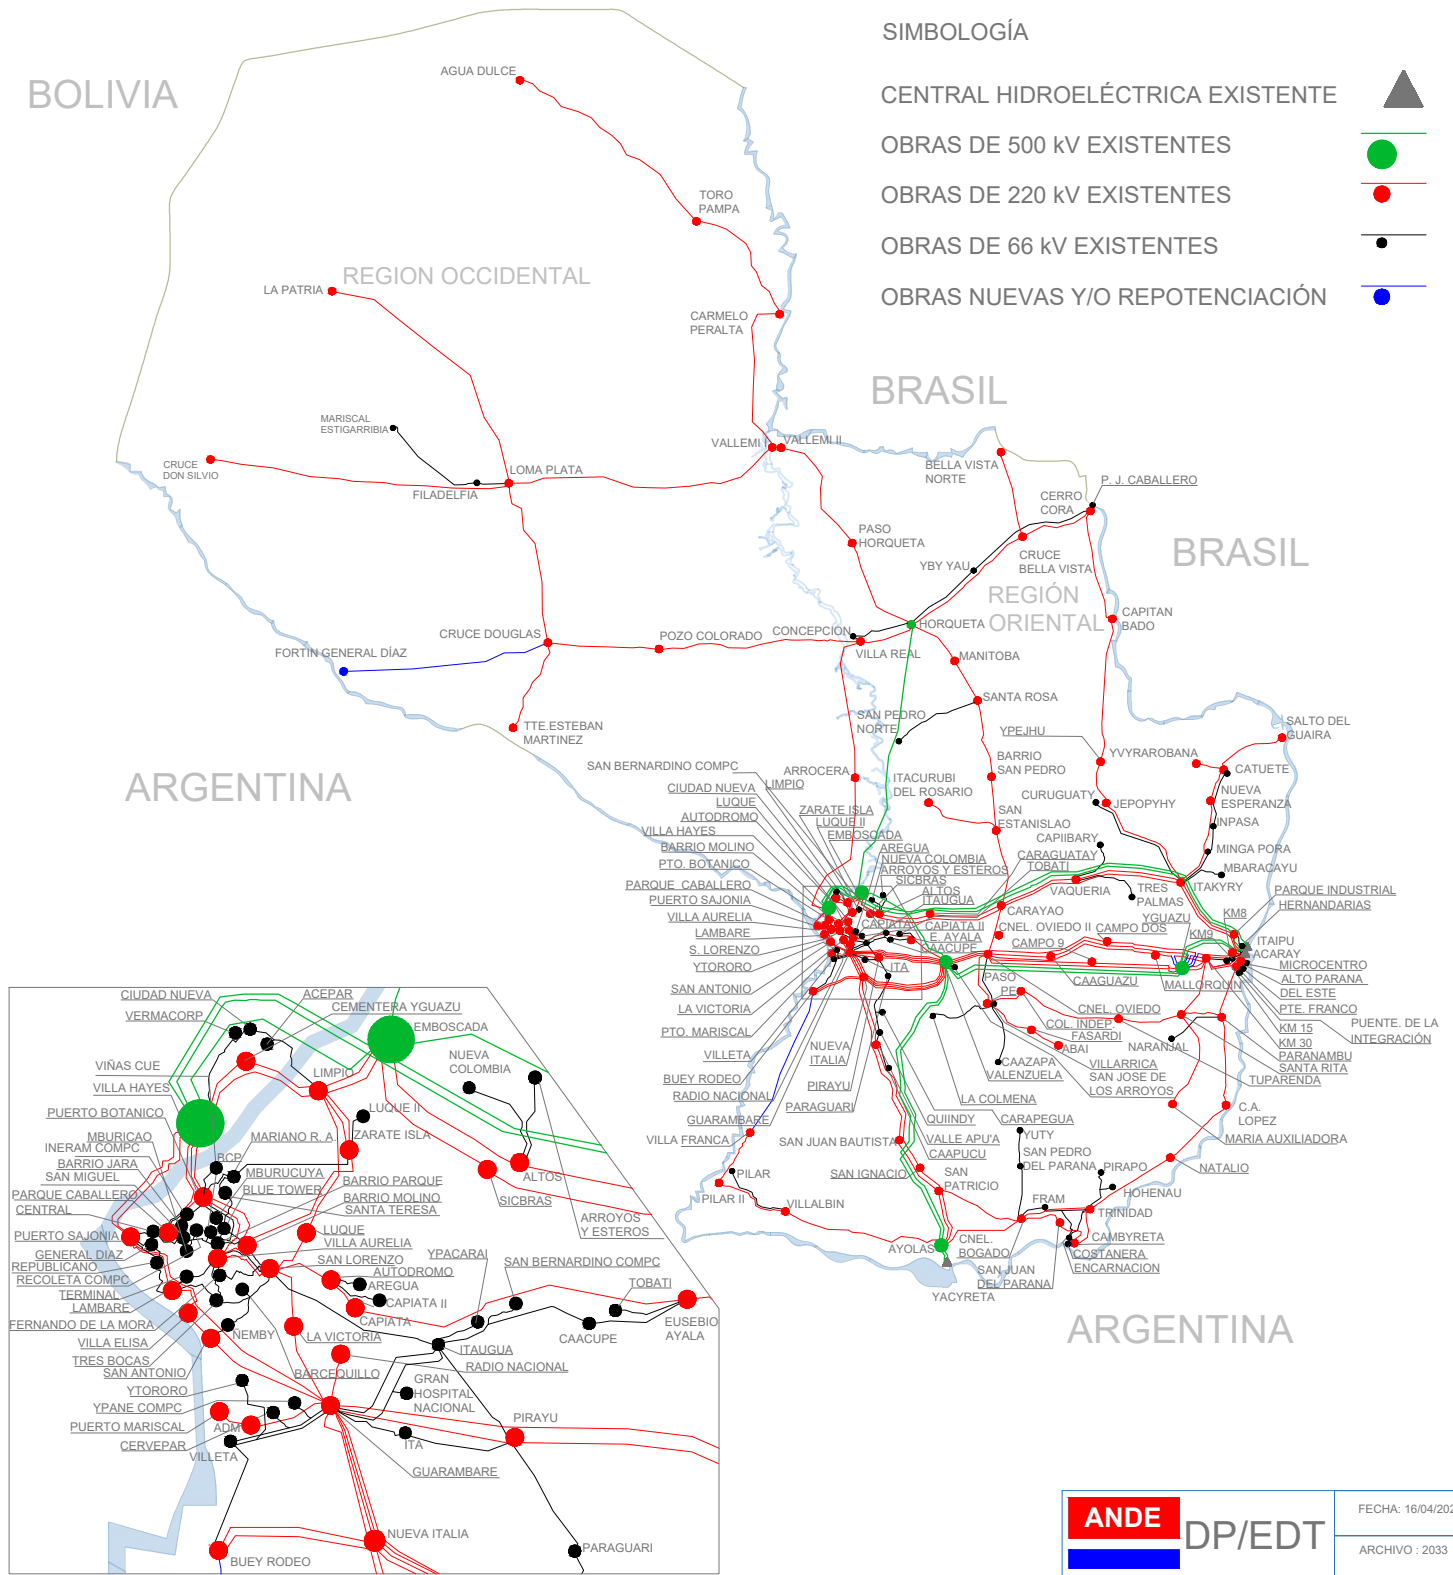 SIMBOLOGÍA
CENTRAL HIDROELÉCTRICA EXISTENTE
OBRAS DE 500 kV EXISTENTES
OBRAS DE 220 kV EXISTENTES
OBRAS DE 66 kV EXISTENTES
OBRAS NUEVAS Y/O REPOTENCIACIÓN
BOLIVIA
AGUA DULCE
TORO
PAMPA
REGION OCCIDENTAL
LA PATRIA
CARMELO
PERALTA
BRASIL
MARISCAL
ESTIGARRIBIA
CRUCE
DON SILVIO
LOMA PLATA
FILADELFIA
VALLEMI I
VALLEMI II
BELLA VISTA
NORTE
CERRO
CORA
P. J. CABALLERO
PASO
HORQUETA
BRASIL
YBY YAU
CRUCE
BELLA VISTA
REGIÓN
ORIENTAL
CAPITAN
BADO
CRUCE DOUGLAS
POZO COLORADO
CONCEPCION
HORQUETA
VILLA REAL
FORTIN GENERAL DÍAZ
MANITOBA
SANTA ROSA
SAN PEDRO
NORTE
TTE.ESTEBAN
MARTINEZ
YPEJHU
YVYRAROBANA
SALTO DEL
GUAIRA
CATUETE
ARGENTINA
SAN BERNARDINO COMPC
CIUDAD NUEVA
LIMPIO
LUQUE
AUTODROMO
VILLA HAYES
BARRIO MOLINO
PTO. BOTANICO
PARQUE  CABALLERO
PUERTO SAJONIA
VILLA AURELIA
LAMBARE
S. LORENZO
YTORORO
SAN ANTONIO
LA VICTORIA
PTO. MARISCAL
VILLETA
BUEY RODEO
RADIO NACIONAL
GUARAMBARE
VILLA FRANCA
ARROCERA
ITACURUBI
DEL ROSARIO
BARRIO
SAN PEDRO
CURUGUATY
JEPOPYHY
NUEVA
ESPERANZA
INPASA
MINGA PORA
MBARACAYU
ZARATE ISLA
LUQUE II
EMBOSCADA
AREGUA
NUEVA COLOMBIA
ARROYOS Y ESTEROS
SICBRAS
ALTOS
ITAUGUA
CAPIATA
CAPIATA II
E. AYALA
CAACUPE
ITA
SAN
ESTANISLAO
CAPIIBARY
CARAGUATAY
TOBATI
VAQUERIA
TRES
PALMAS
ITAKYRY
PARQUE INDUSTRIAL
HERNANDARIAS
YGUAZU
KM8
KM9
CARAYAO
CNEL. OVIEDO II
CAMPO 9
CAMPO DOS
CAAGUAZU
MALLORQUIN
ITAIPU
ACARAY
MICROCENTRO
ALTO PARANA
DEL ESTE
PTE. FRANCO
KM 15
KM 30
PUENTE. DE LA
INTEGRACIÓN
PARANAMBU
SANTA RITA
TUPARENDA
PASO
PE
CNEL. OVIEDO
COL. INDEP.
FASARDI
ABAI
NARANJAL
CAAZAPA
VALENZUELA
VILLARRICA
SAN JOSE DE
LOS ARROYOS
LA COLMENA
NUEVA
ITALIA
PIRAYU
PARAGUARI
QUIINDY
VALLE APU'A
CAAPUCU
CARAPEGUA
YUTY
SAN PEDRO
DEL PARANA
C.A.
LOPEZ
MARIA AUXILIADORA
NATALIO
SAN JUAN BAUTISTA
SAN IGNACIO
SAN
PATRICIO
PIRAPO
HOHENAU
FRAM
TRINIDAD
PILAR
PILAR II
VILLALBIN
AYOLAS
CNEL.
BOGADO
SAN JUAN
DEL PARANA
CAMBYRETA
COSTANERA
ENCARNACION
YACYRETA
ARGENTINA
CIUDAD NUEVA
ACEPAR
CEMENTERA YGUAZU
VERMACORP
EMBOSCADA
VIÑAS CUE
NUEVA
COLOMBIA
LIMPIO
VILLA HAYES
PUERTO BOTANICO
LUQUE II
MBURICAO
MARIANO R. A.
ZARATE ISLA
INERAM COMPC
BCP
BARRIO JARA
MBURUCUYA
SAN MIGUEL
BLUE TOWER
BARRIO PARQUE
PARQUE CABALLERO
BARRIO MOLINO
CENTRAL
SANTA TERESA
ALTOS
SICBRAS
ARROYOS
Y ESTEROS
PUERTO SAJONIA
LUQUE
VILLA AURELIA
GENERAL DIAZ
SAN LORENZO
YPACARAI
REPUBLICANO
AUTODROMO
SAN BERNARDINO COMPC
RECOLETA COMPC
AREGUA
TERMINAL
CAPIATA II
TOBATI
LAMBARE
CAPIATA
FERNANDO DE LA MORA
EUSEBIO
AYALA
CAACUPE
ÑEMBY
LA VICTORIA
VILLA ELISA
ITAUGUA
TRES BOCAS
RADIO NACIONAL
SAN ANTONIO
BARCEQUILLO
YTORORO
GRAN
HOSPITAL
NACIONAL
YPANE COMPC
PUERTO MARISCAL
ADM
PIRAYU
CERVEPAR
ITA
VILLETA
GUARAMBARE
NUEVA ITALIA
BUEY RODEO
PARAGUARI
ANDE
DP/EDT
FECHA: 16/04/202
ARCHIVO : 2033